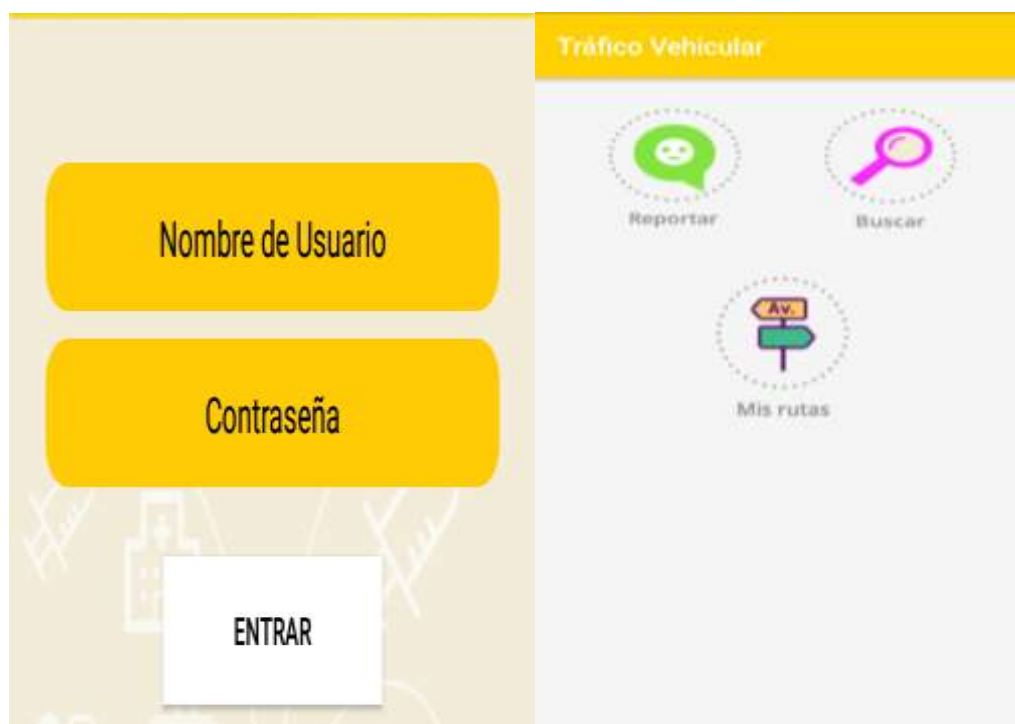 Nombre de Usuario
Contraseña
ENTRAR
Tráfico Vehicular
Reportar
Buscar
Av.
Mis rutas